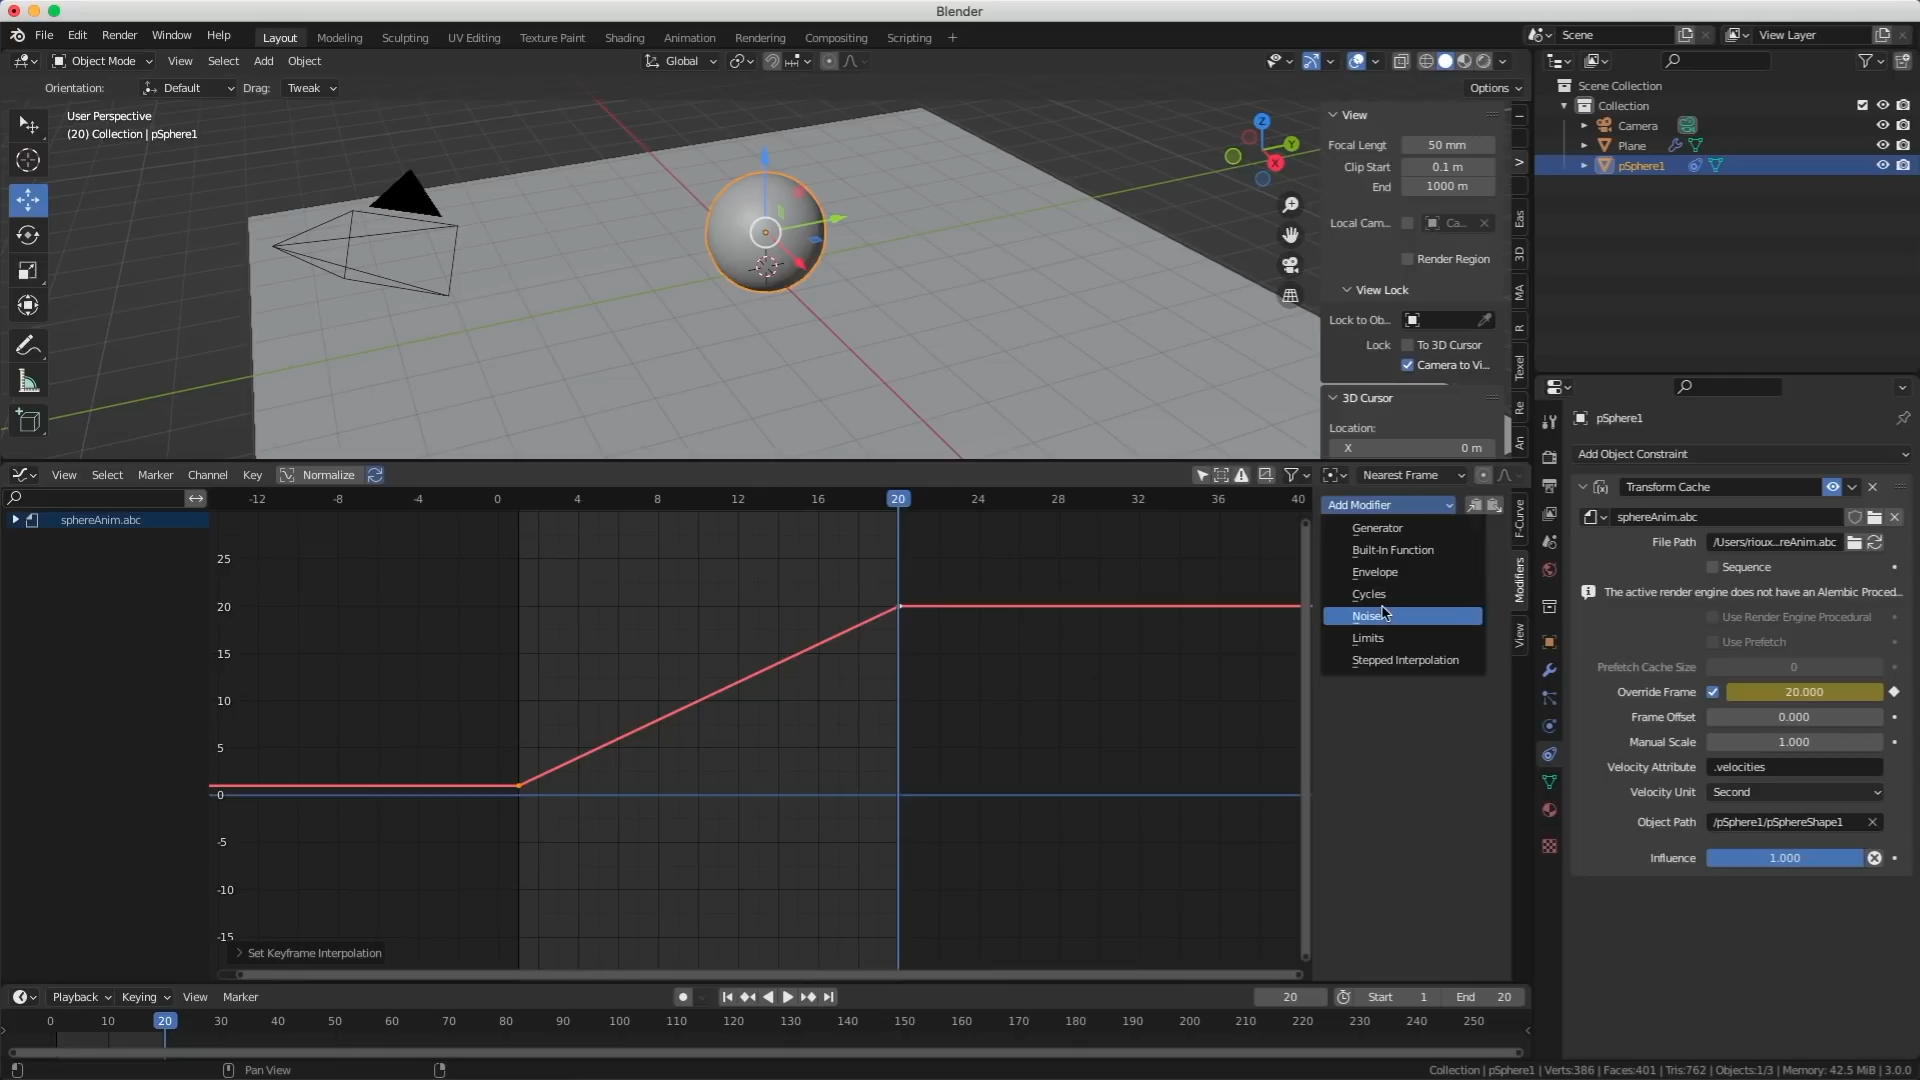 Blender
File Edit Render Window Help Layout Modeling Sculpting UV Editing Texture Paint Shading Animation Rendering Compositing Scripting + Scene View Layer
Object Mode View Select Add Object Global
Orientation: Default Drag: Tweak Options
User Perspective
(20) Collection | pSphere1
Z
Y
X
View
Focal Lengt 50 mm
Clip Start 0.1 m
End 1000 m
Local Cam... Ca...
Render Region
View Lock
Lock to Ob...
Lock To 3D Cursor
Camera to Vi...
3D Cursor
Location:
X 0 m
Eas
3D
MA
R
Texel
Re
An
Scene Collection
Collection
Camera
Plane
pSphere1
View Select Marker Channel Key Normalize Nearest Frame
-12 -8 -4 0 4 8 12 16 20 24 28 32 36 40
sphereAnim.abc
25
20
15
10
5
0
-5
-10
-15
Set Keyframe Interpolation
Add Modifier
Generator
Built-In Function
Envelope
Cycles
Noise
Limits
Stepped Interpolation
F-Curve
Modifiers
View
pSphere1
Add Object Constraint
Transform Cache
sphereAnim.abc
File Path /Users/rioux...reAnim.abc
Sequence
The active render engine does not have an Alembic Proced...
Use Render Engine Procedural
Use Prefetch
Prefetch Cache Size 0
Override Frame 20.000
Frame Offset 0.000
Manual Scale 1.000
Velocity Attribute .velocities
Velocity Unit Second
Object Path /pSphere1/pSphereShape1
Influence 1.000
Playback Keying View Marker 20 Start 1 End 20
0 10 20 30 40 50 60 70 80 90 100 110 120 130 140 150 160 170 180 190 200 210 220 230 240 250
Pan View Collection | pSphere1 | Verts:386 | Faces:401 | Tris:762 | Objects:1/3 | Memory: 42.5 MiB | 3.0.0